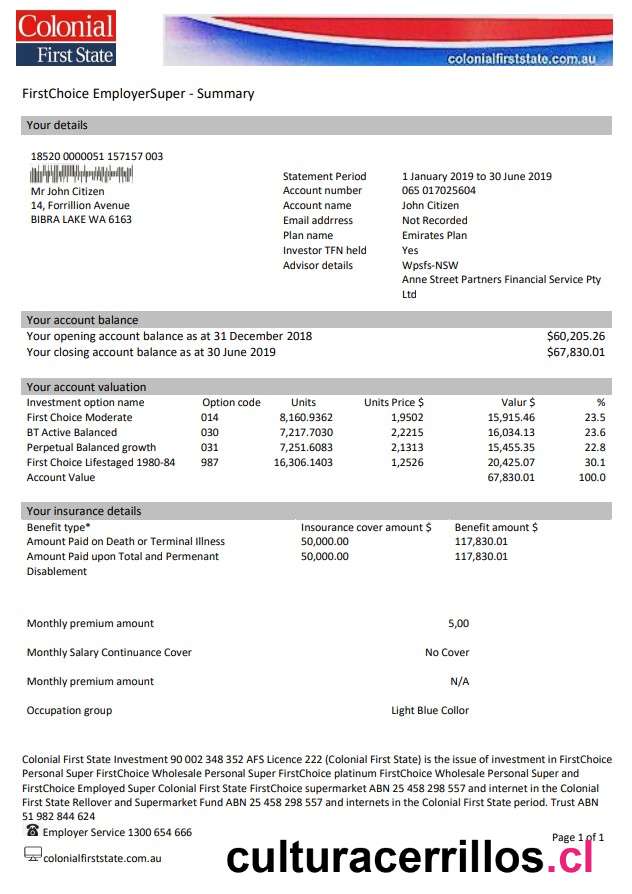 Colonial
First State
colonialfirststate.com.au
FirstChoice EmployerSuper - Summary
Your details
18520 0000051 157157 003
Mr John Citizen
14, Forrillion Avenue
BIBRA LAKE WA 6163
Statement Period 1 January 2019 to 30 June 2019
Account number 065 017025604
Account name John Citizen
Email addrress Not Recorded
Plan name Emirates Plan
Investor TFN held Yes
Advisor details Wpsfs-NSW
Anne Street Partners Financial Service Pty
Ltd
Your account balance
Your opening account balance as at 31 December 2018 $60,205.26
Your closing account balance as at 30 June 2019 $67,830.01
Your account valuation
Investment option name Option code Units Units Price $ Valur $ %
First Choice Moderate 014 8,160.9362 1,9502 15,915.46 23.5
BT Active Balanced 030 7,217.7030 2,2215 16,034.13 23.6
Perpetual Balanced growth 031 7,251.6083 2,1313 15,455.35 22.8
First Choice Lifestaged 1980-84 987 16,306.1403 1,2526 20,425.07 30.1
Account Value 67,830.01 100.0
Your insurance details
Benefit type* Insourance cover amount $ Benefit amount $
Amount Paid on Death or Terminal Illness 50,000.00 117,830.01
Amount Paid upon Total and Permenant 50,000.00 117,830.01
Disablement
Monthly premium amount 5,00
Monthly Salary Continuance Cover No Cover
Monthly premium amount N/A
Occupation group Light Blue Collor
Colonial First State Investment 90 002 348 352 AFS Licence 222 (Colonial First State) is the issue of investment in FirstChoice
Personal Super FirstChoice Wholesale Personal Super FirstChoice platinum FirstChoice Wholesale Personal Super and
FirstChoice Employed Super Colonial First State FirstChoice supermarket ABN 25 458 298 557 and internet in the Colonial
First State Rellover and Supermarket Fund ABN 25 458 298 557 and internets in the Colonial First State period. Trust ABN
51 982 844 624
Employer Service 1300 654 666
Page 1 of 1
colonialfirststate.com.au
culturacerrillos.cl